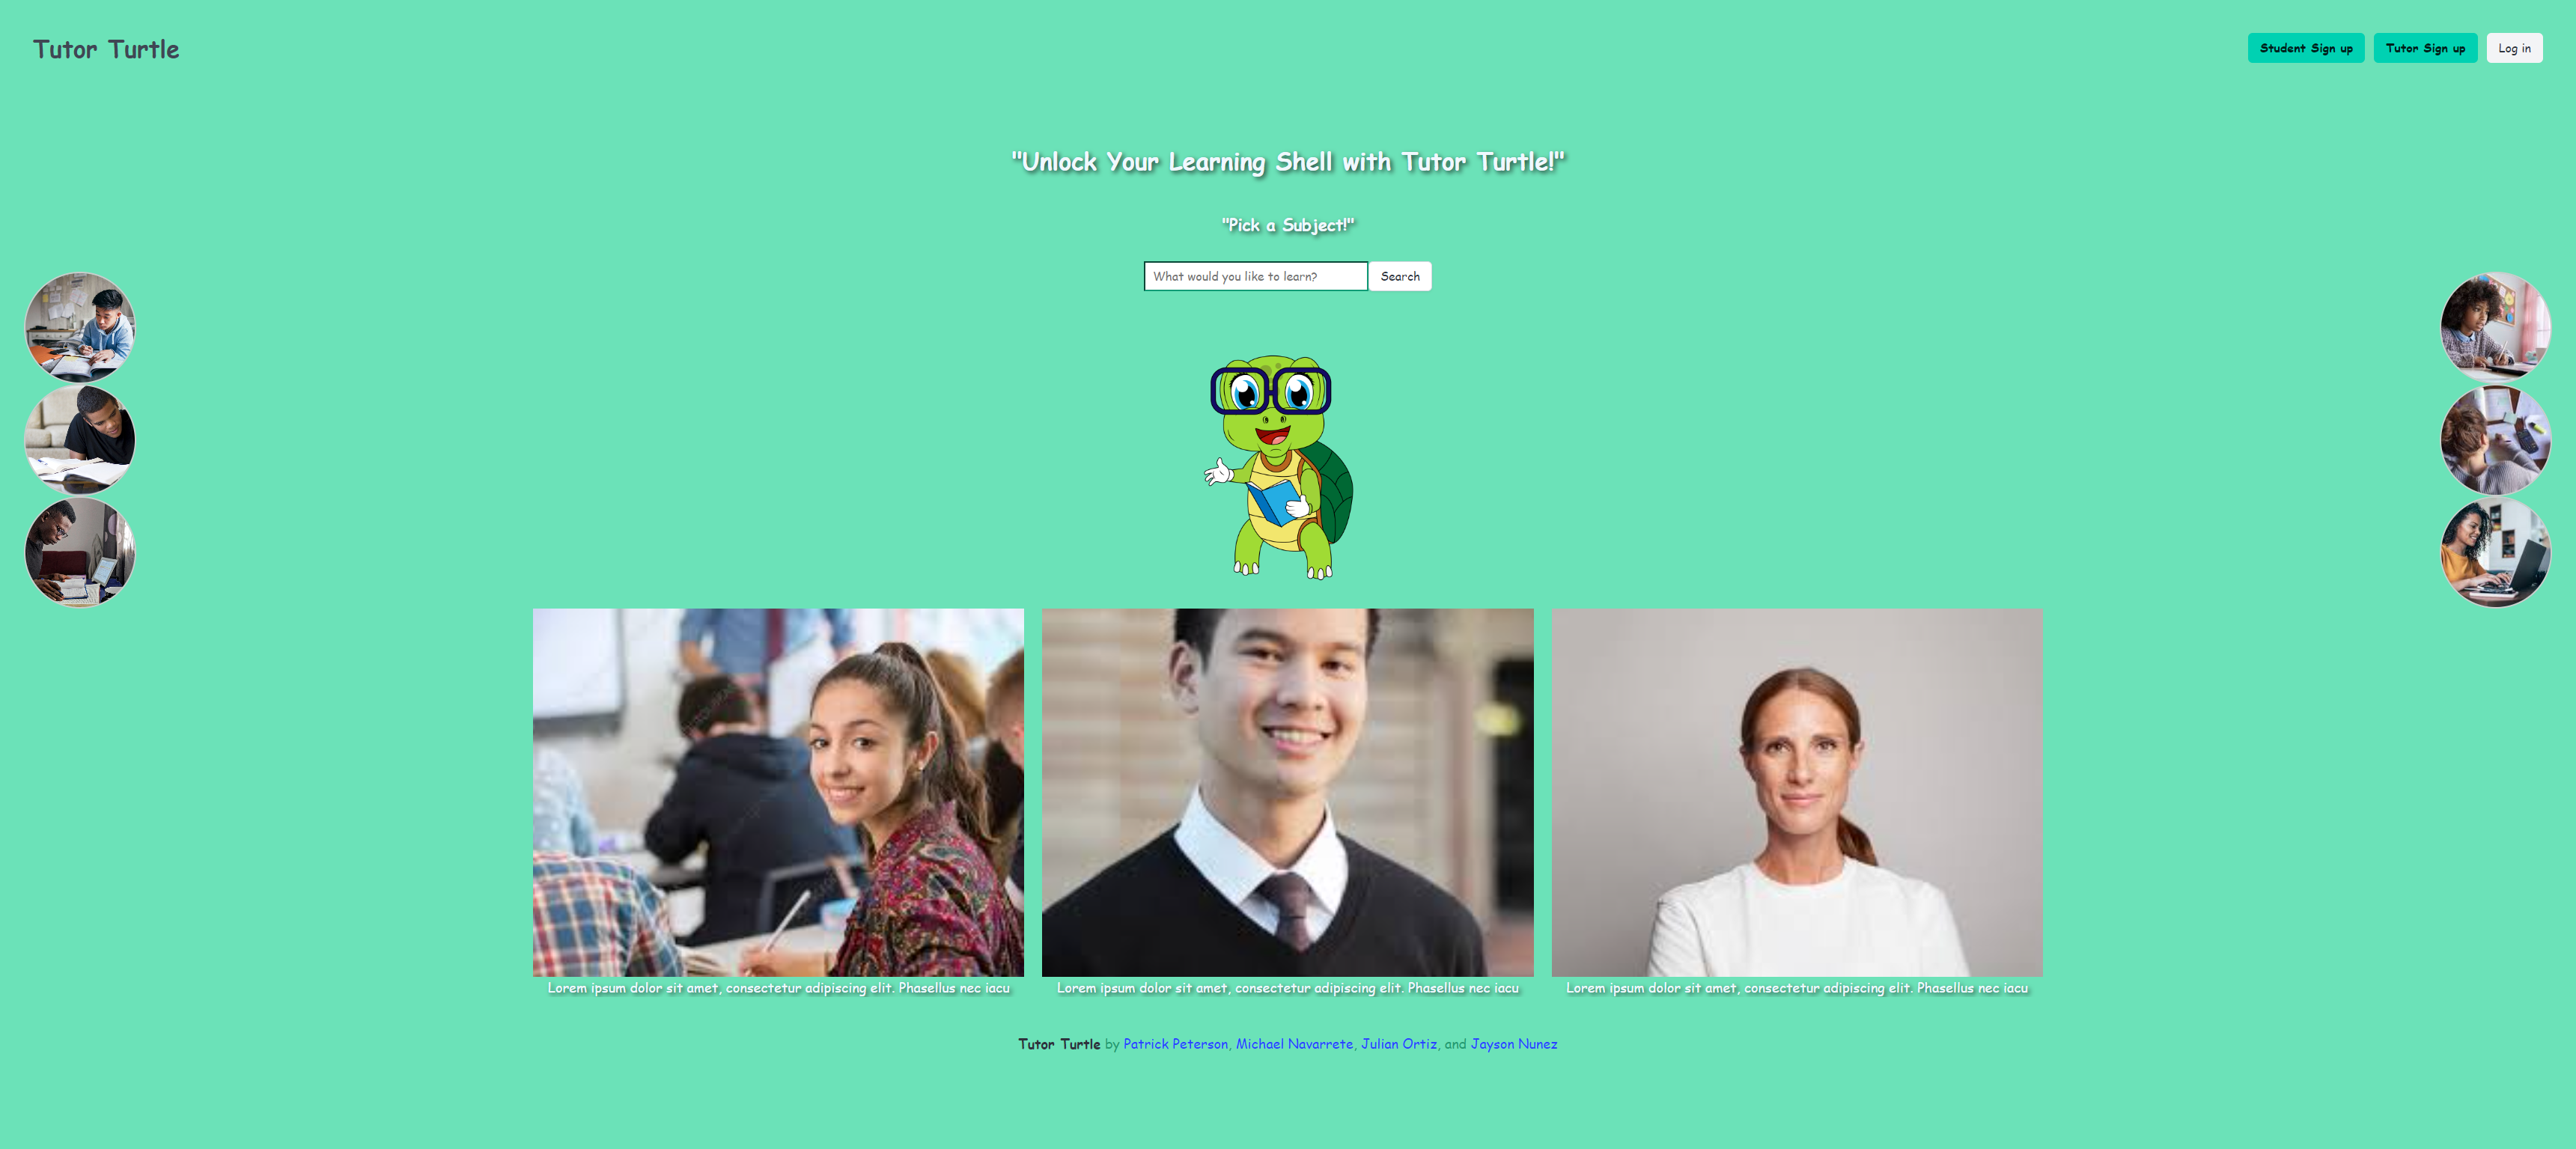 Tutor Turtle
Student Sign up
Tutor Sign up
Log in
"Unlock Your Learning Shell with Tutor Turtle!"
"Pick a Subject!"
What would you like to learn?
Search
Lorem ipsum dolor sit amet, consectetur adipiscing elit. Phasellus nec iacu
Lorem ipsum dolor sit amet, consectetur adipiscing elit. Phasellus nec iacu
Lorem ipsum dolor sit amet, consectetur adipiscing elit. Phasellus nec iacu
Tutor Turtle by Patrick Peterson, Michael Navarrete, Julian Ortiz, and Jayson Nunez